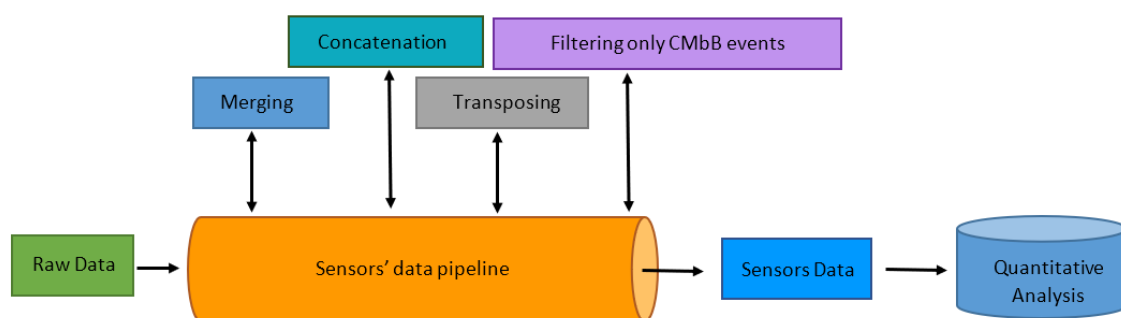 Concatenation
Filtering only CMbB events
Merging
Transposing
Raw Data
Sensors’ data pipeline
Sensors Data
Quantitative
Analysis